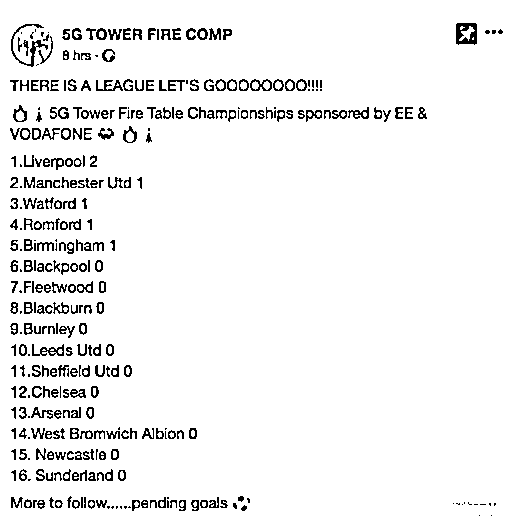 5G TOWER FIRE COMP
8 hrs ·
THERE IS A LEAGUE LET'S GOOOOOOOO!!!!
5G Tower Fire Table Championships sponsored by EE &
VODAFONE
1.Liverpool 2
2.Manchester Utd 1
3.Watford 1
4.Romford 1
5.Birmingham 1
6.Blackpool 0
7.Fleetwood 0
8.Blackburn 0
9.Burnley 0
10.Leeds Utd 0
11.Sheffield Utd 0
12.Chelsea 0
13.Arsenal 0
14.West Bromwich Albion 0
15. Newcastle 0
16. Sunderland 0
More to follow......pending goals